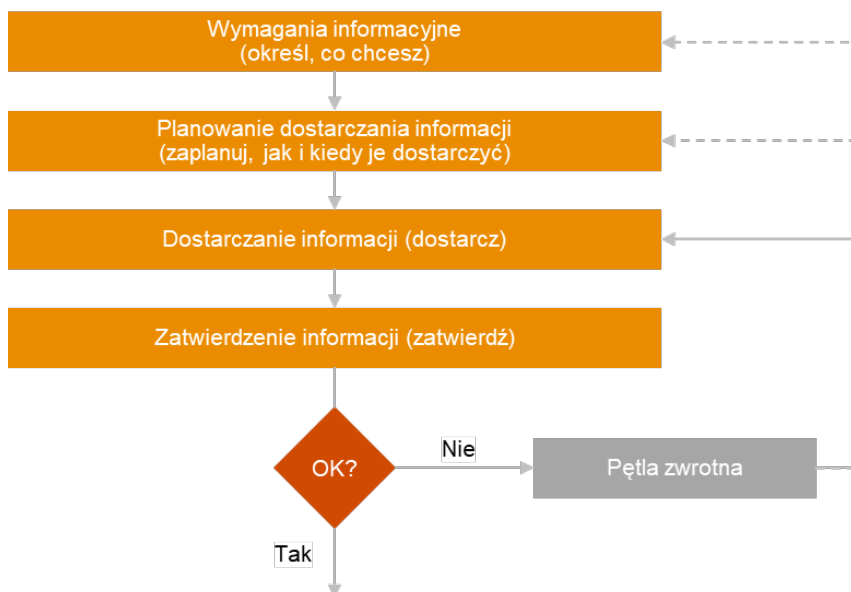 Wymagania informacyjne
(określ, co chcesz)
Planowanie dostarczania informacji
(zaplanuj, jak i kiedy je dostarczyć)
Dostarczanie informacji (dostarcz)
Zatwierdzenie informacji (zatwierdź)
OK?
Nie
Pętla zwrotna
Tak